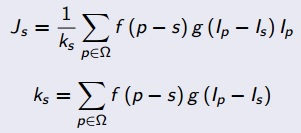 J_s = \frac{1}{k_s} \sum_{p \in \Omega} f(p - s) g(I_p - I_s) I_p
k_s = \sum_{p \in \Omega} f(p - s) g(I_p - I_s)